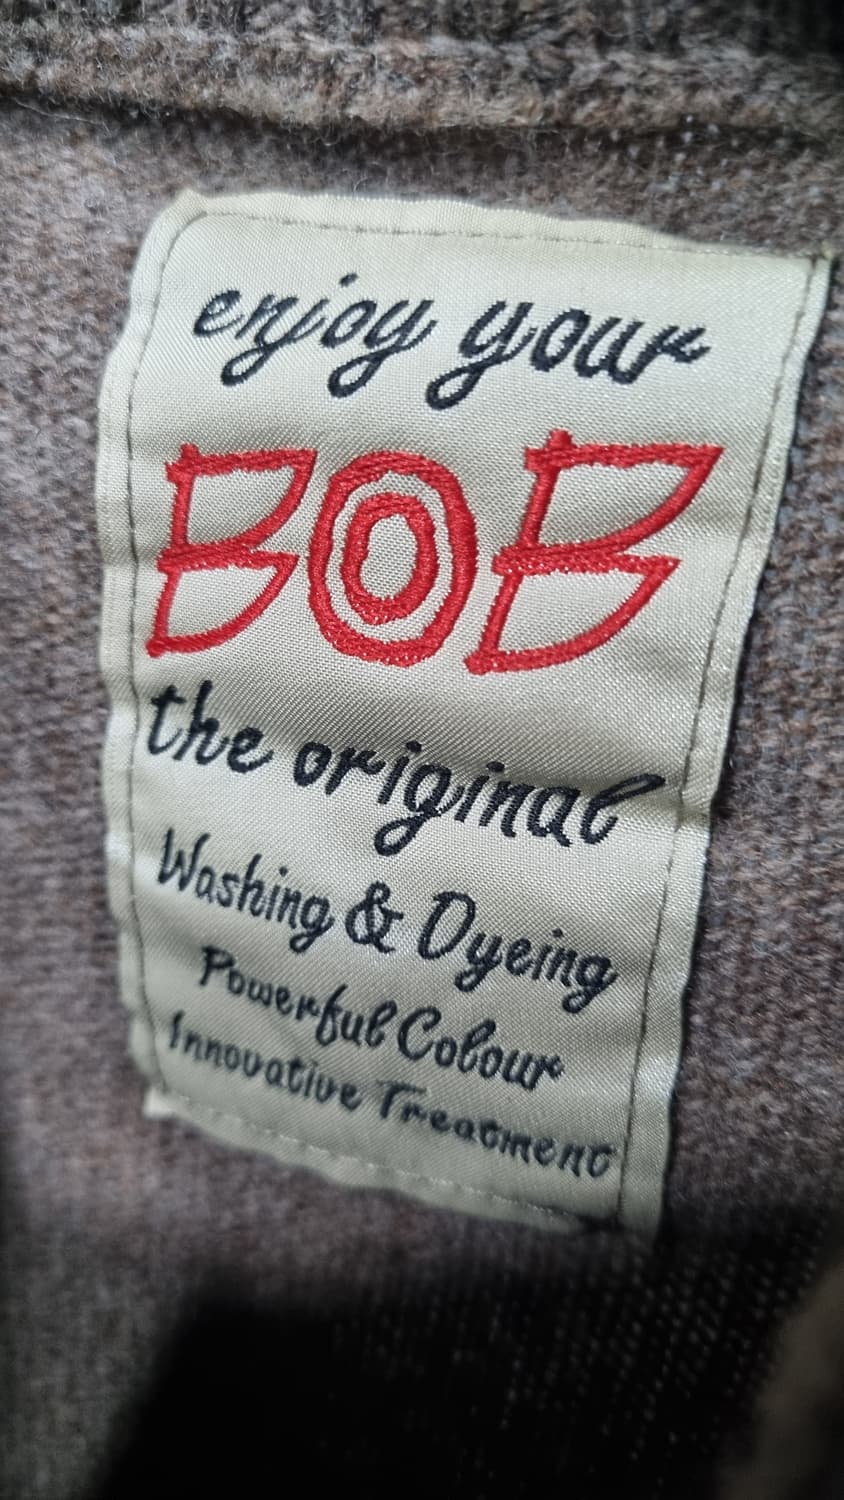 enjoy your
BOB
the original
Washing & Dyeing
Powerful Colour
Innovative Treatment